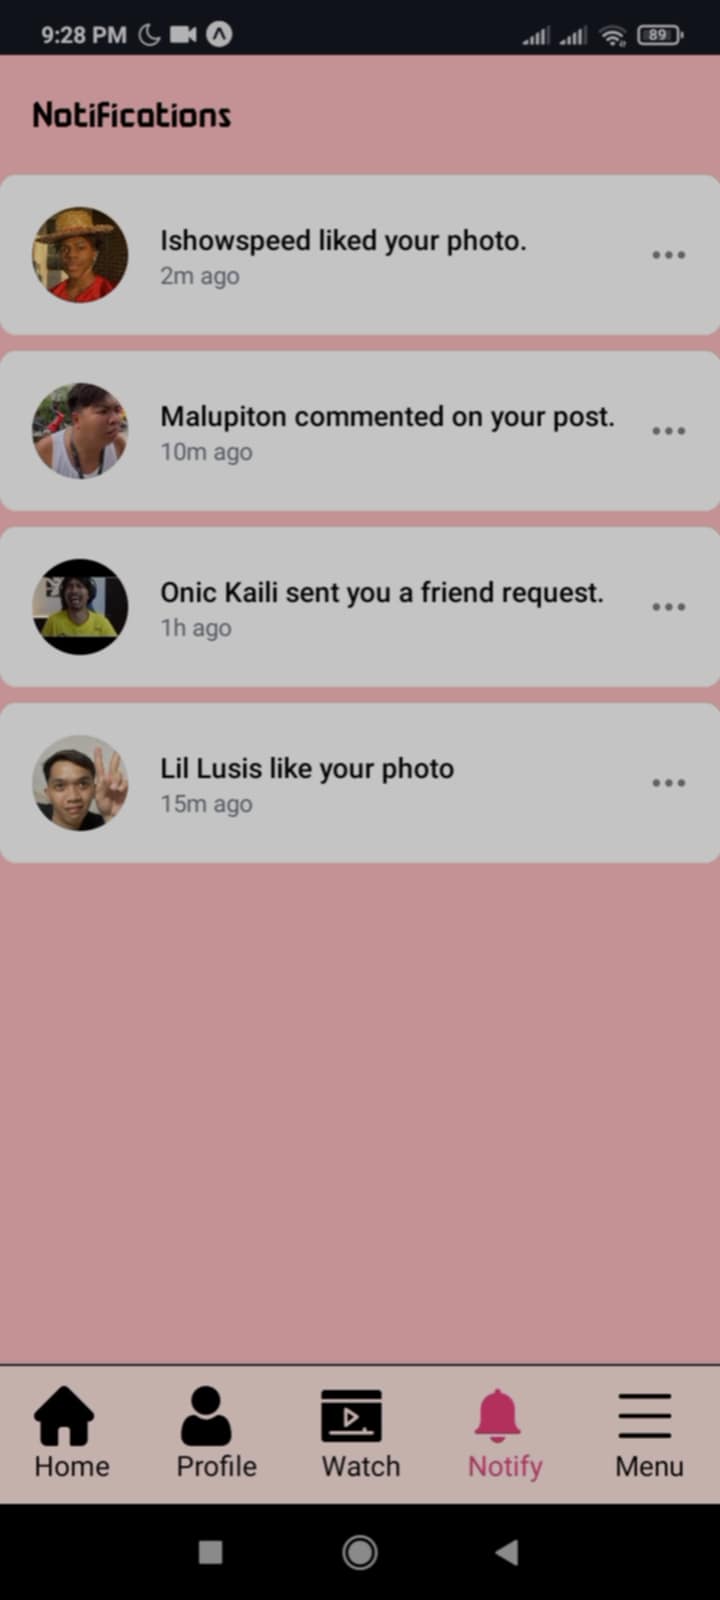 9:28 PM 89
Notifications
Ishowspeed liked your photo.
2m ago
Malupiton commented on your post.
10m ago
Onic Kaili sent you a friend request.
1h ago
Lil Lusis like your photo
15m ago
Home Profile Watch Notify Menu